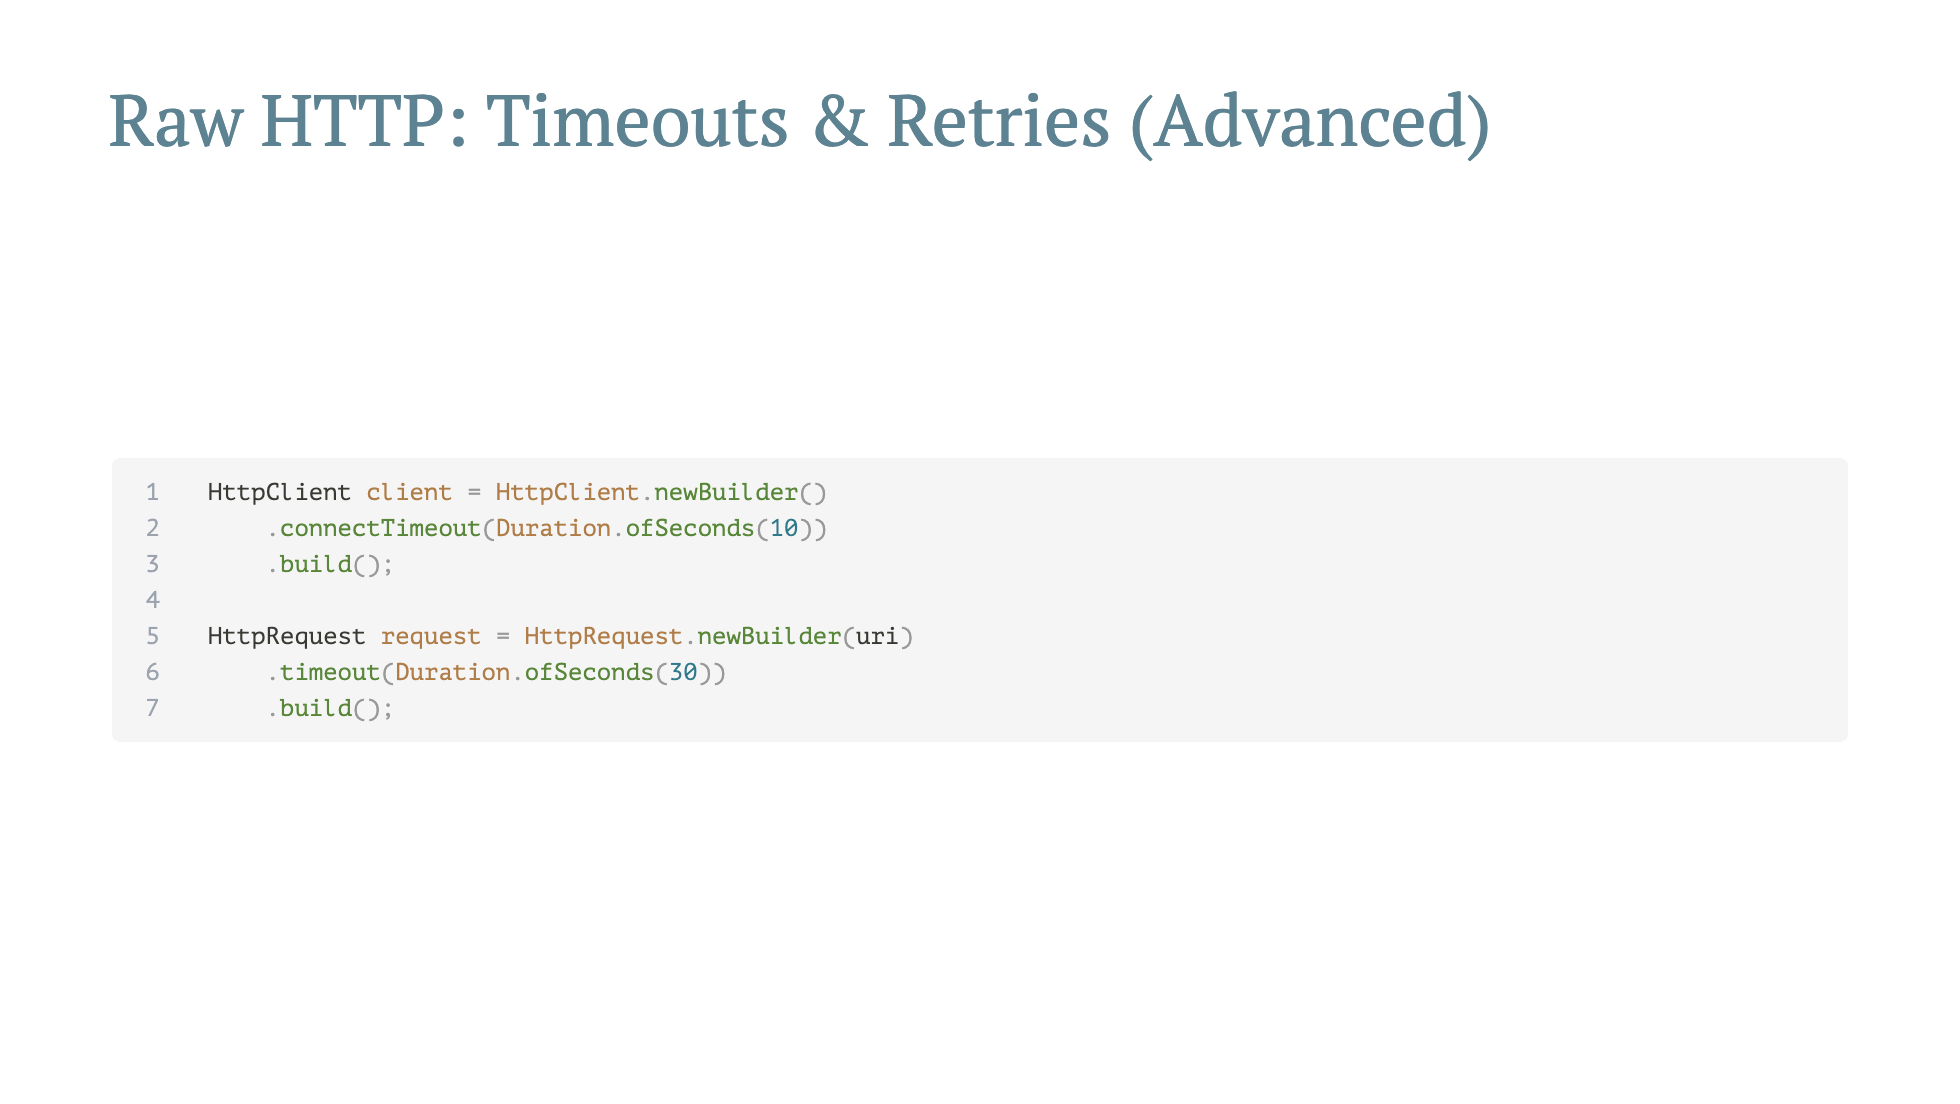 Raw HTTP: Timeouts & Retries (Advanced)
1 HttpClient client = HttpClient.newBuilder()
2     .connectTimeout(Duration.ofSeconds(10))
3     .build();
4
5 HttpRequest request = HttpRequest.newBuilder(uri)
6     .timeout(Duration.ofSeconds(30))
7     .build();